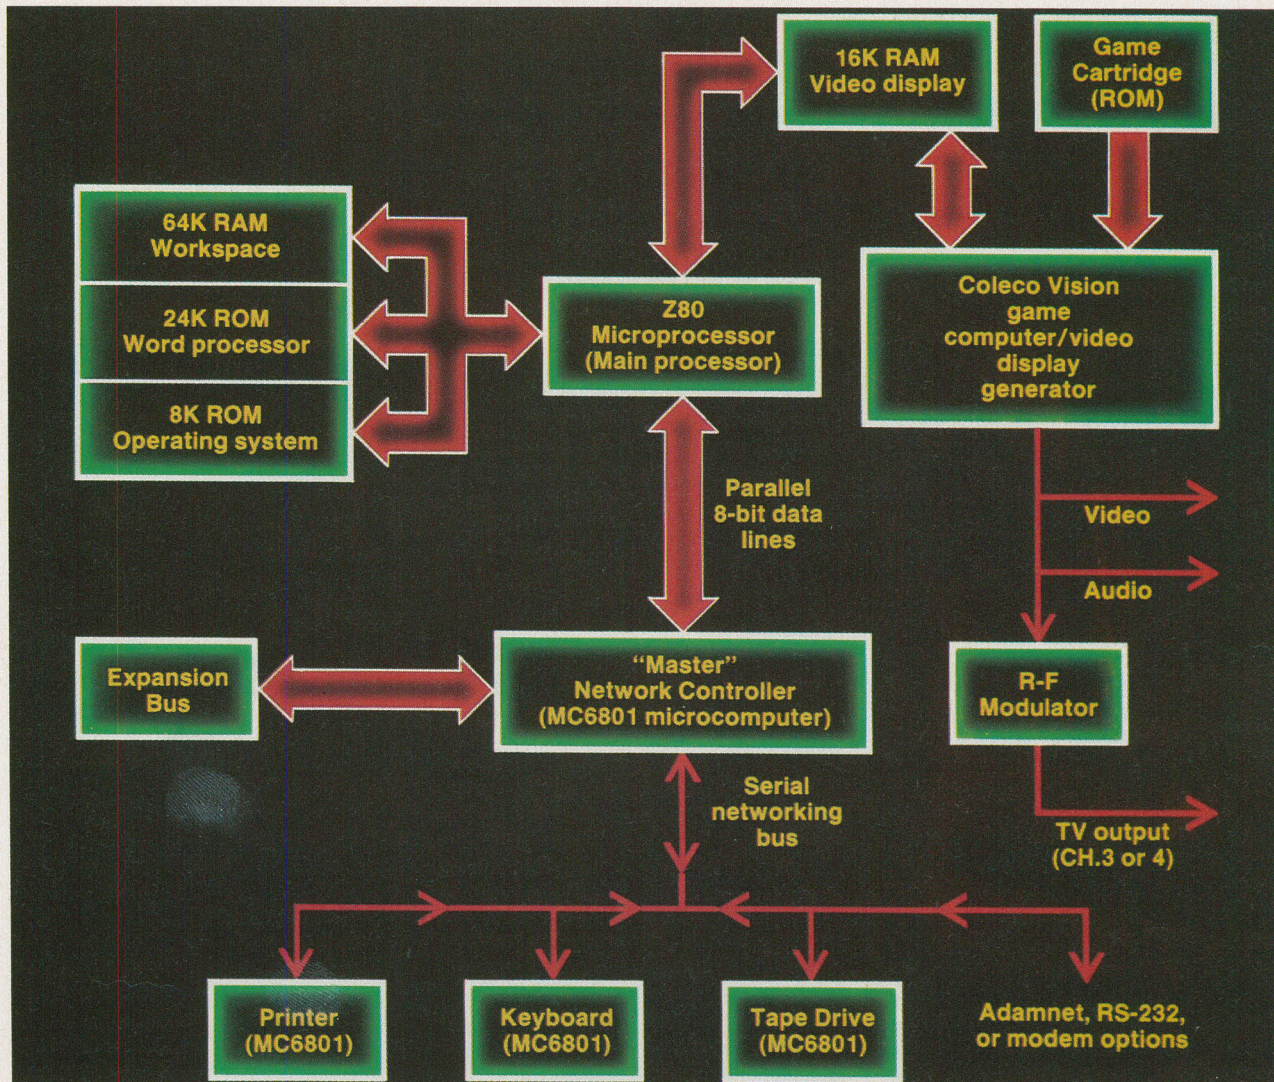 16K RAM
Video display
Game
Cartridge
(ROM)
64K RAM
Workspace
24K ROM
Word processor
8K ROM
Operating system
Z80
Microprocessor
(Main processor)
Coleco Vision
game
computer/video
display
generator
Parallel
8-bit data
lines
Video
Audio
Expansion
Bus
“Master”
Network Controller
(MC6801 microcomputer)
R-F
Modulator
Serial
networking
bus
TV output
(CH.3 or 4)
Printer
(MC6801)
Keyboard
(MC6801)
Tape Drive
(MC6801)
Adamnet, RS-232,
or modem options